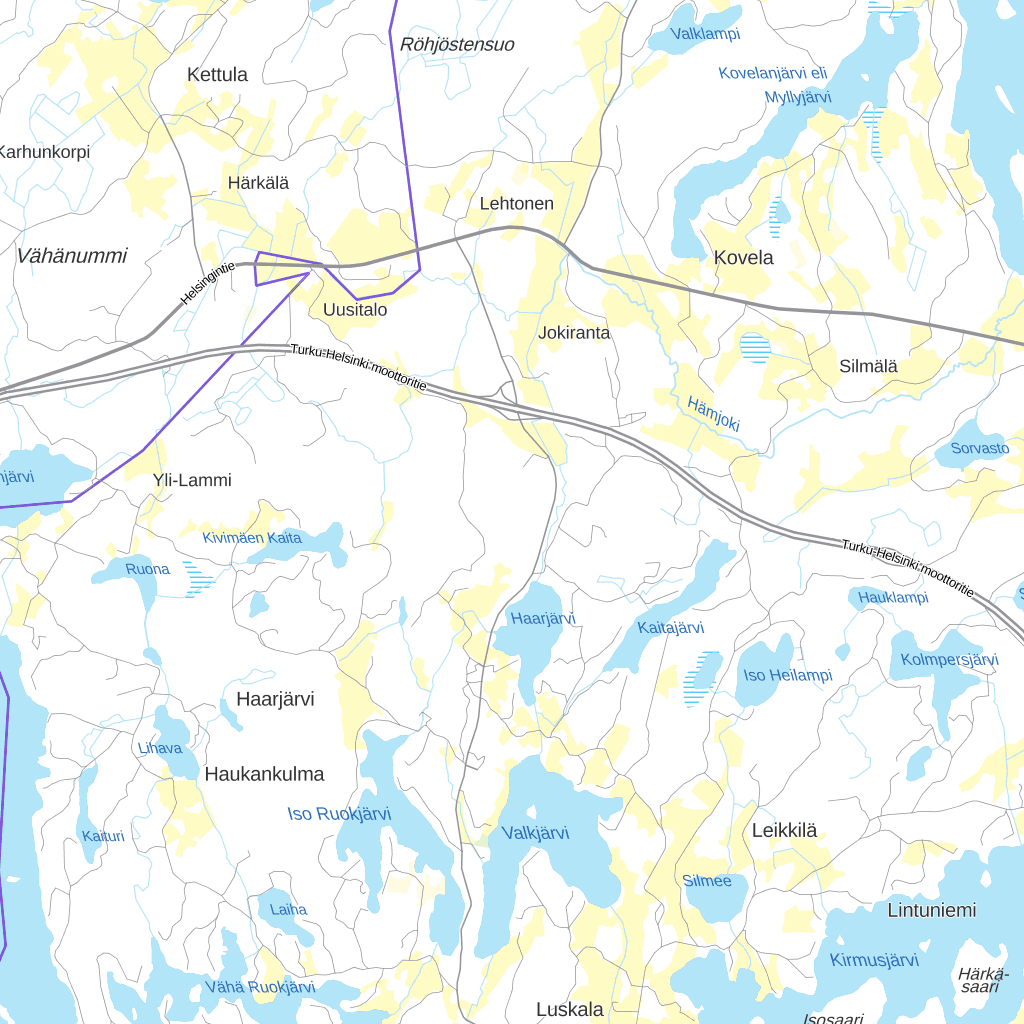 Valklampi
Röhjöstensuo
Kettula
Kovelanjärvi eli
Myllyjärvi
Karhunkorpi
Härkälä
Lehtonen
Vähänummi
Kovela
Helsingintie
Uusitalo
Jokiranta
Turku-Helsinki moottoritie
Silmälä
Hämjoki
Sorvasto
Yli-Lammi
Kivimäen Kaita
Turku-Helsinki moottoritie
Ruona
Hauklampi
Haarjärvi
Kaitajärvi
Kolmpersjärvi
Iso Heilampi
Haarjärvi
Lihava
Haukankulma
Iso Ruokjärvi
Valkjärvi
Leikkilä
Kaituri
Silmee
Laiha
Lintuniemi
Kirmusjärvi
Härkä-
saari
Vähä Ruokjärvi
Luskala
Isosaari